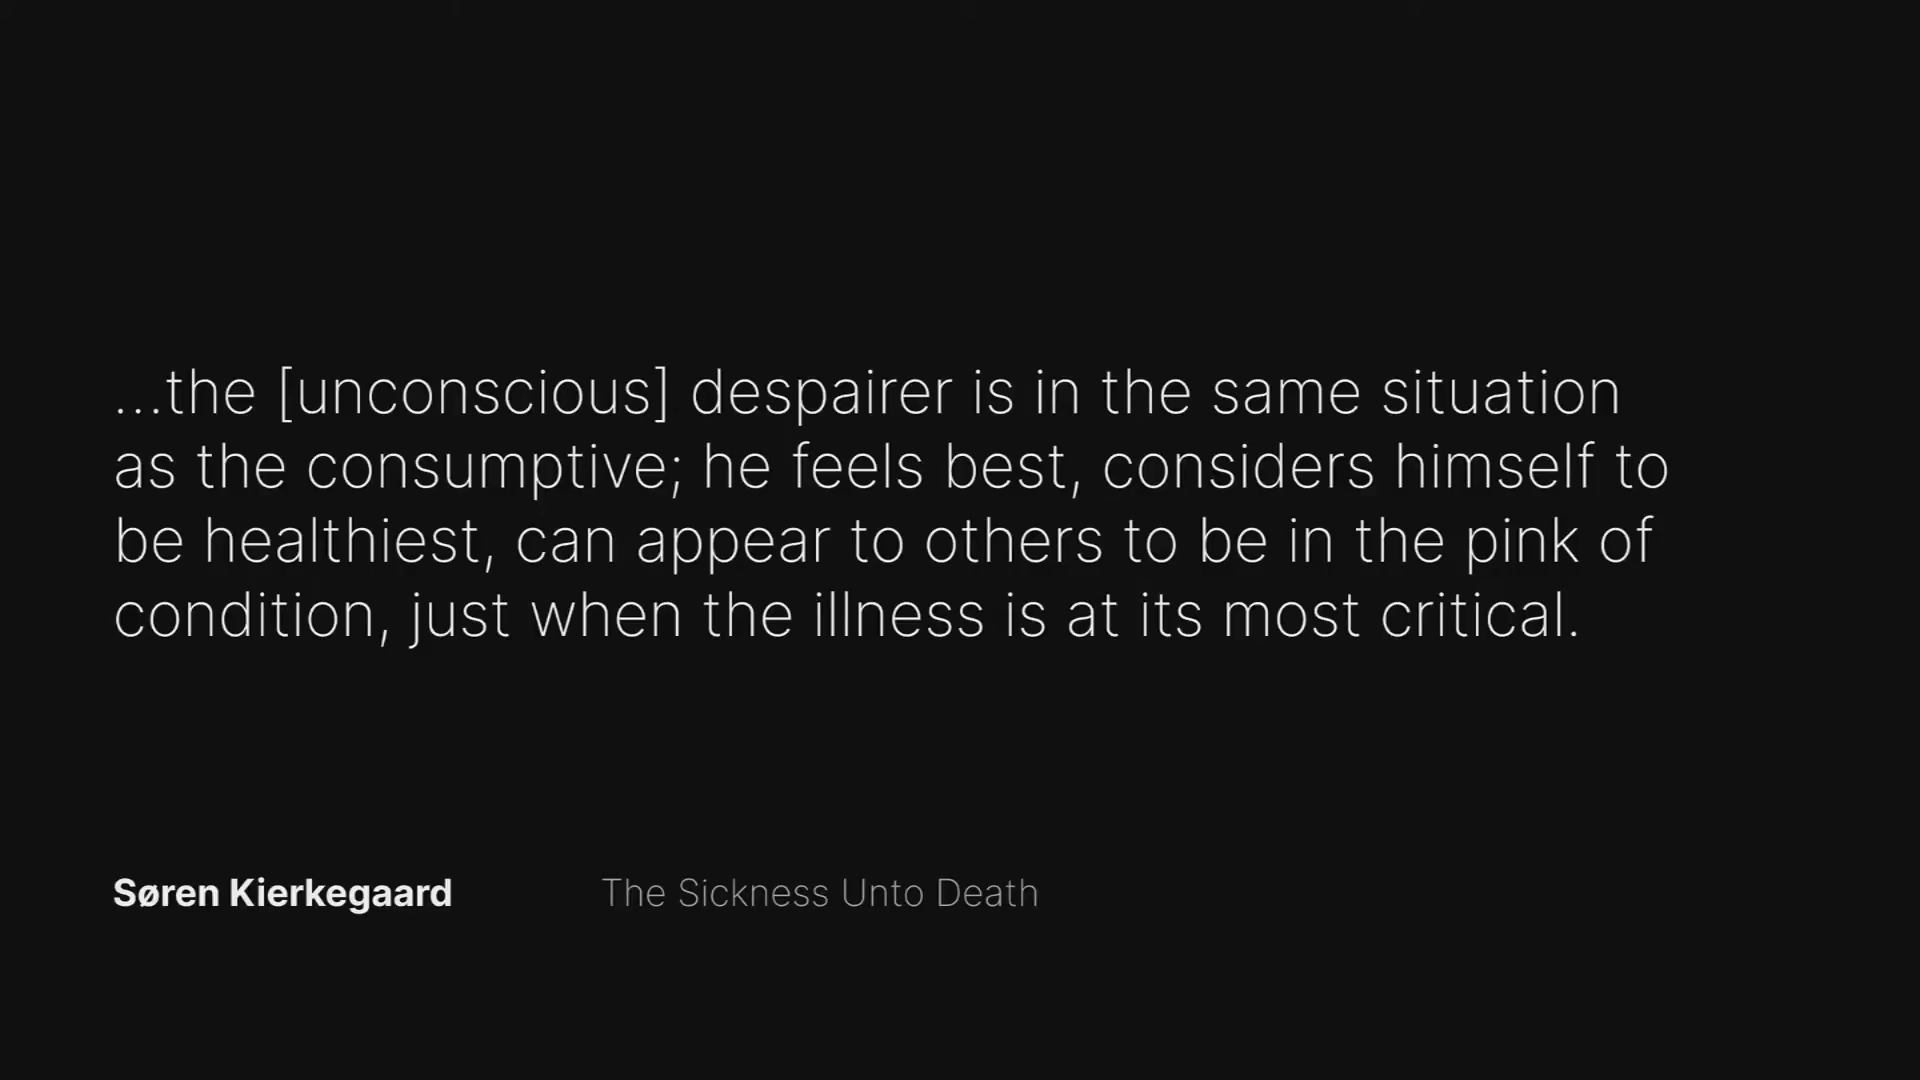 ...the [unconscious] despairer is in the same situation
as the consumptive; he feels best, considers himself to
be healthiest, can appear to others to be in the pink of
condition, just when the illness is at its most critical.
Søren Kierkegaard The Sickness Unto Death